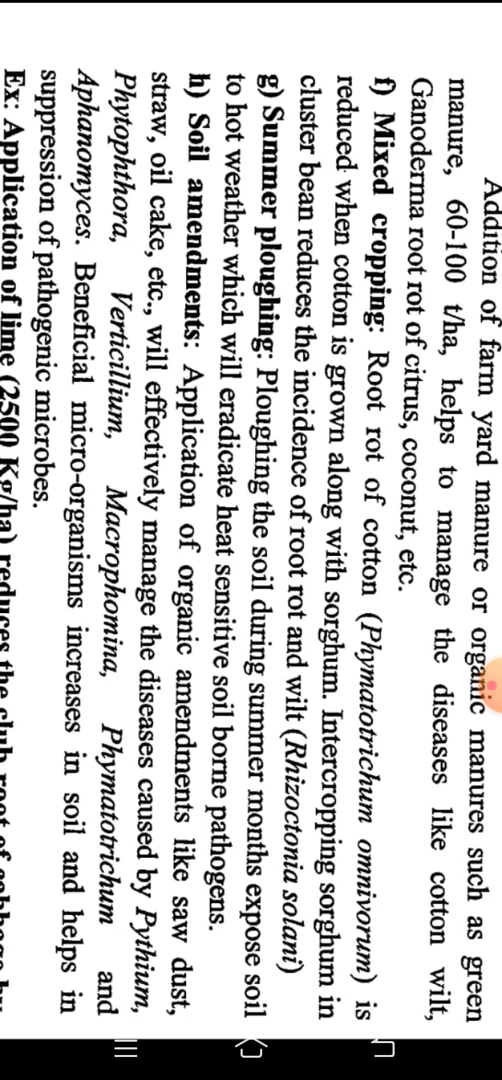 Addition of farm yard manure or organic manures such as green
manure, 60-100 t/ha, helps to manage the diseases like cotton wilt,
Ganoderma root rot of citrus, coconut, etc.
f) Mixed cropping: Root rot of cotton (Phymatotrichum omnivorum) is
reduced when cotton is grown along with sorghum. Intercropping sorghum in
cluster bean reduces the incidence of root rot and wilt (Rhizoctonia solani)
g) Summer ploughing: Ploughing the soil during summer months expose soil
to hot weather which will eradicate heat sensitive soil borne pathogens.
h) Soil amendments: Application of organic amendments like saw dust,
straw, oil cake, etc., will effectively manage the diseases caused by Pythium,
Phytophthora, Verticillium, Macrophomina, Phymatotrichum and
Aphanomyces. Beneficial micro-organisms increases in soil and helps in
suppression of pathogenic microbes.
Ex: Application of lime (2500 Kg/ha) reduces the club root of cabbage by